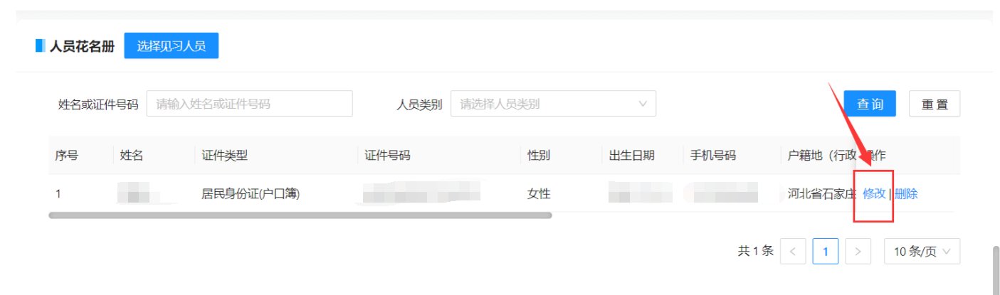 人员花名册 选择见习人员
姓名或证件号码 请输入姓名或证件号码 人员类别 请选择人员类别 查询 重置
序号 姓名 证件类型 证件号码 性别 出生日期 手机号码 户籍地（行政 操作
1 居民身份证(户口簿) 女性 河北省石家庄 修改 | 删除
共 1 条 < 1 > 10 条/页